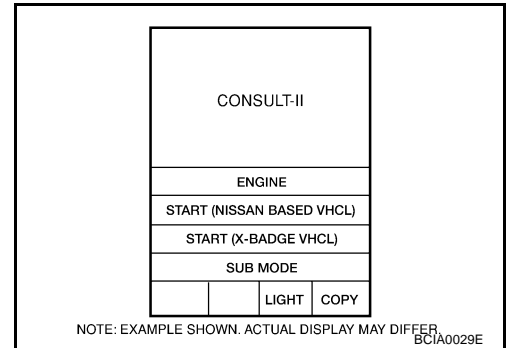 CONSULT-II
ENGINE
START (NISSAN BASED VHCL)
START (X-BADGE VHCL)
SUB MODE
LIGHT COPY
NOTE: EXAMPLE SHOWN. ACTUAL DISPLAY MAY DIFFER.
BCIA0029E